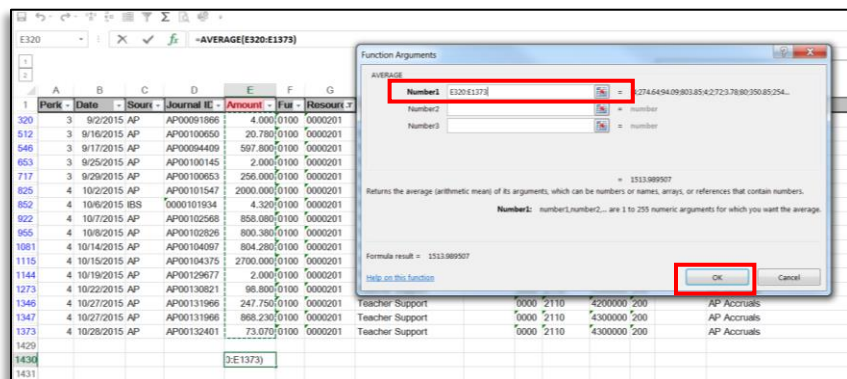 E320 fx =AVERAGE(E320:E1373)
Function Arguments
AVERAGE
Number1 E320:E1373 = ;274.64;94.09;803.85;4.2;72;3.78;80;350.85;254...
Number2 = number
Number3 = number
= 1513.989507
Returns the average (arithmetic mean) of its arguments, which can be numbers or names, arrays, or references that contain numbers.
Number1: number1,number2,... are 1 to 255 numeric arguments for which you want the average.
Formula result = 1513.989507
Help on this function OK Cancel
1
2
A B C D E F G
1 Date Journal ID Amount
320 3 9/2/2015 AP AP00091866 4.000 0100 0000201
512 3 9/16/2015 AP AP00100650 20.780 0100 0000201
546 3 9/17/2015 AP AP00094409 597.800 0100 0000201
653 3 9/25/2015 AP AP00100145 2.000 0100 0000201
717 3 9/29/2015 AP AP00100653 256.000 0100 0000201
825 4 10/2/2015 AP AP00101547 2000.000 0100 0000201
852 4 10/6/2015 IBS 0000101934 4.320 0100 0000201
922 4 10/7/2015 AP AP00102568 858.080 0100 0000201
955 4 10/8/2015 AP AP00102826 800.380 0100 0000201
1081 4 10/14/2015 AP AP00104097 804.280 0100 0000201
1115 4 10/15/2015 AP AP00104375 2700.000 0100 0000201
1144 4 10/19/2015 AP AP00129677 2.000 0100 0000201
1273 4 10/22/2015 AP AP00130821 98.800 0100 0000201
1346 4 10/27/2015 AP AP00131966 247.750 0100 0000201 Teacher Support 0000 2110 4200000 200 AP Accruals
1347 4 10/27/2015 AP AP00131966 868.230 0100 0000201 Teacher Support 0000 2110 4300000 200 AP Accruals
1373 4 10/28/2015 AP AP00132401 73.070 0100 0000201 Teacher Support 0000 2110 4300000 200 AP Accruals
1429
1430 :E1373)
1431